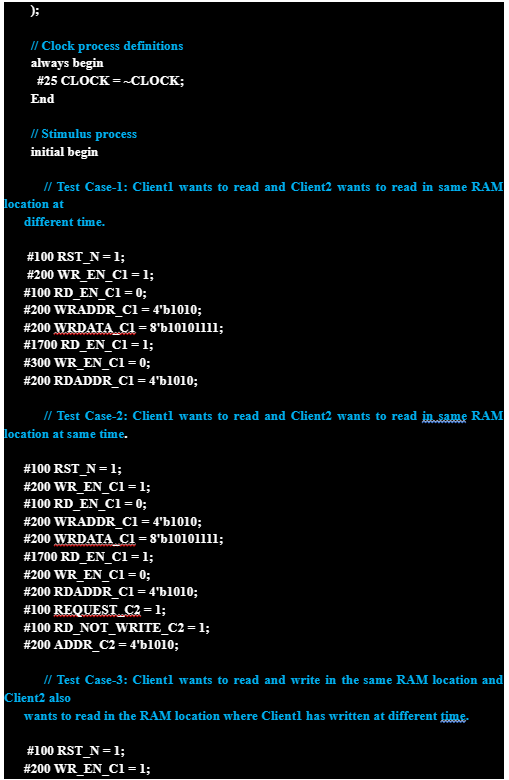 );
// Clock process definitions
always begin
#25 CLOCK = ~CLOCK;
End
// Stimulus process
initial begin
// Test Case-1: Client1 wants to read and Client2 wants to read in same RAM
location at
different time.
#100 RST_N = 1;
#200 WR_EN_C1 = 1;
#100 RD_EN_C1 = 0;
#200 WRADDR_C1 = 4'b1010;
#200 WRDATA_C1 = 8'b10101111;
#1700 RD_EN_C1 = 1;
#300 WR_EN_C1 = 0;
#200 RDADDR_C1 = 4'b1010;
// Test Case-2: Client1 wants to read and Client2 wants to read in same RAM
location at same time.
#100 RST_N = 1;
#200 WR_EN_C1 = 1;
#100 RD_EN_C1 = 0;
#200 WRADDR_C1 = 4'b1010;
#200 WRDATA_C1 = 8'b10101111;
#1700 RD_EN_C1 = 1;
#200 WR_EN_C1 = 0;
#200 RDADDR_C1 = 4'b1010;
#100 REQUEST_C2 = 1;
#100 RD_NOT_WRITE_C2 = 1;
#200 ADDR_C2 = 4'b1010;
// Test Case-3: Client1 wants to read and write in the same RAM location and
Client2 also
wants to read in the RAM location where Client1 has written at different time.
#100 RST_N = 1;
#200 WR_EN_C1 = 1;